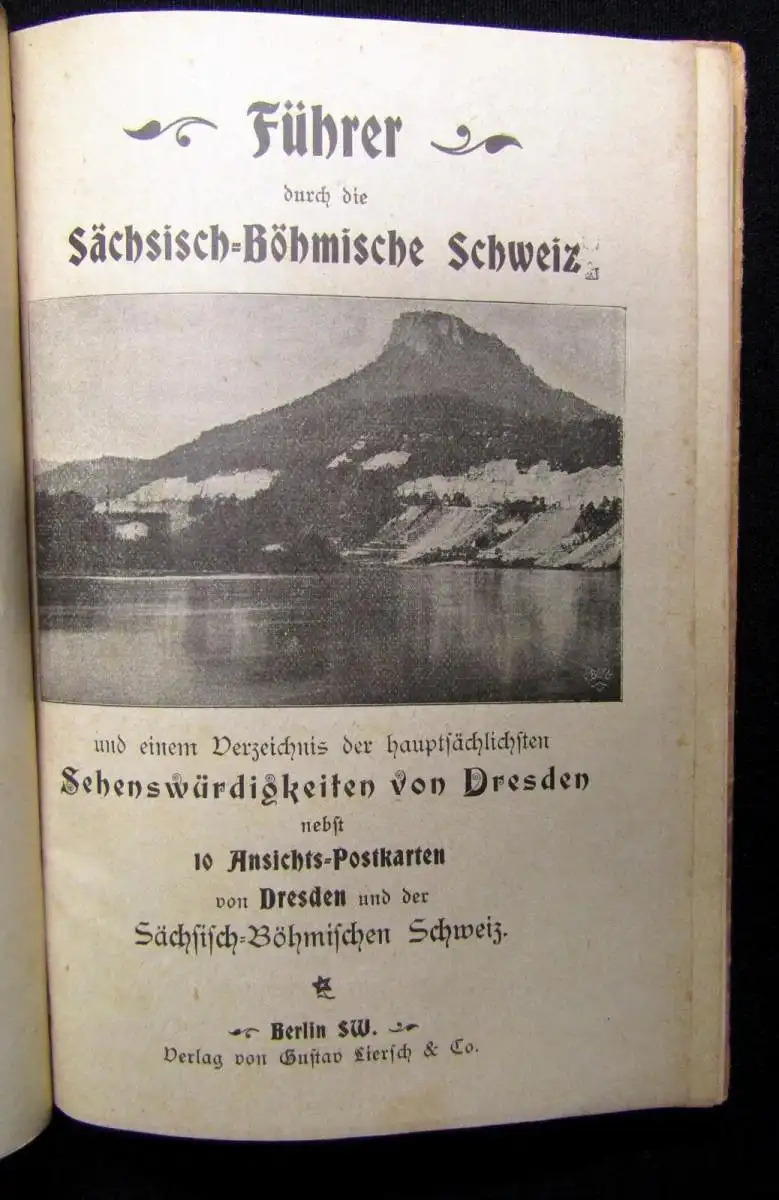 Führer
durch die
Sächsisch-Böhmische Schweiz
und einem Verzeichnis der hauptsächlichsten
Sehenswürdigkeiten von Dresden
nebst
10 Ansichts-Postkarten
von Dresden und der
Sächsisch-Böhmischen Schweiz.
Berlin SW.
Verlag von Gustav Liersch & Co.